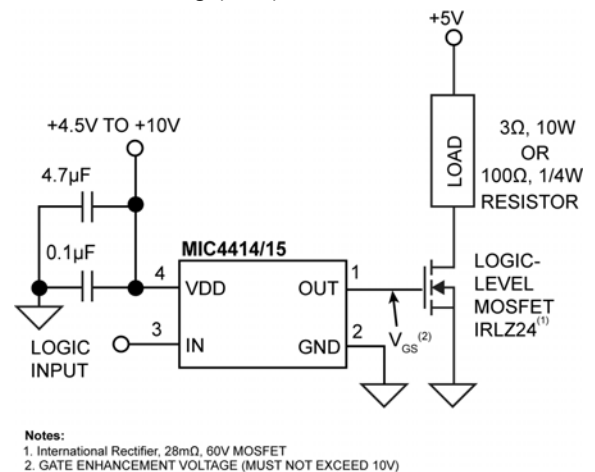 +5V
+4.5V TO +10V
4.7µF
0.1µF
LOAD
3Ω, 10W
OR
100Ω, 1/4W
RESISTOR
MIC4414/15
4
VDD
OUT
1
3
IN
GND
2
LOGIC
INPUT
VGS(2)
LOGIC-
LEVEL
MOSFET
IRLZ24(1)
Notes:
1. International Rectifier, 28mΩ, 60V MOSFET
2. GATE ENHANCEMENT VOLTAGE (MUST NOT EXCEED 10V)